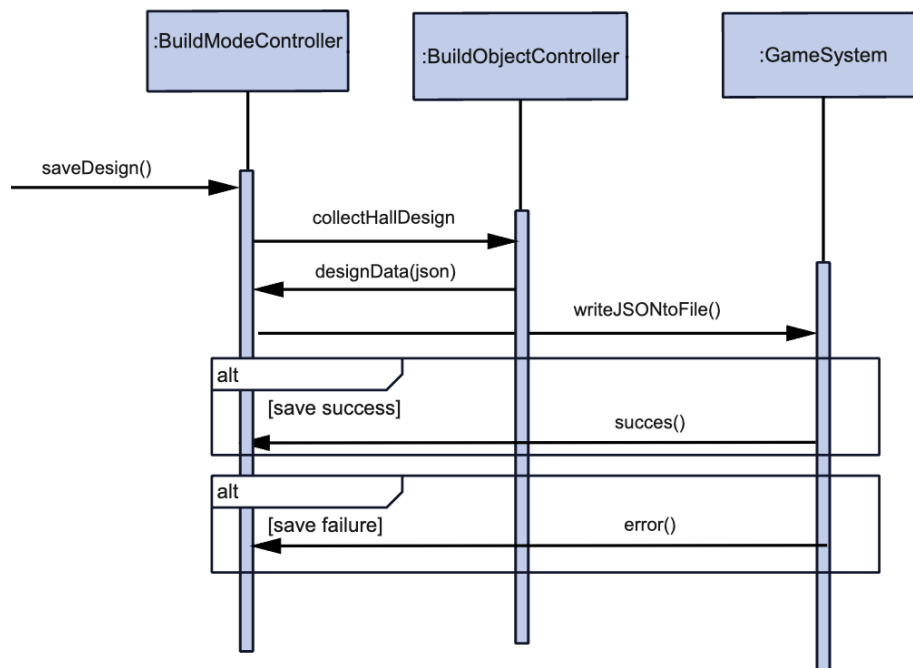 :BuildModeController
:BuildObjectController
:GameSystem
saveDesign()
collectHallDesign
designData(json)
writeJSONtoFile()
alt
[save success]
succes()
alt
[save failure]
error()